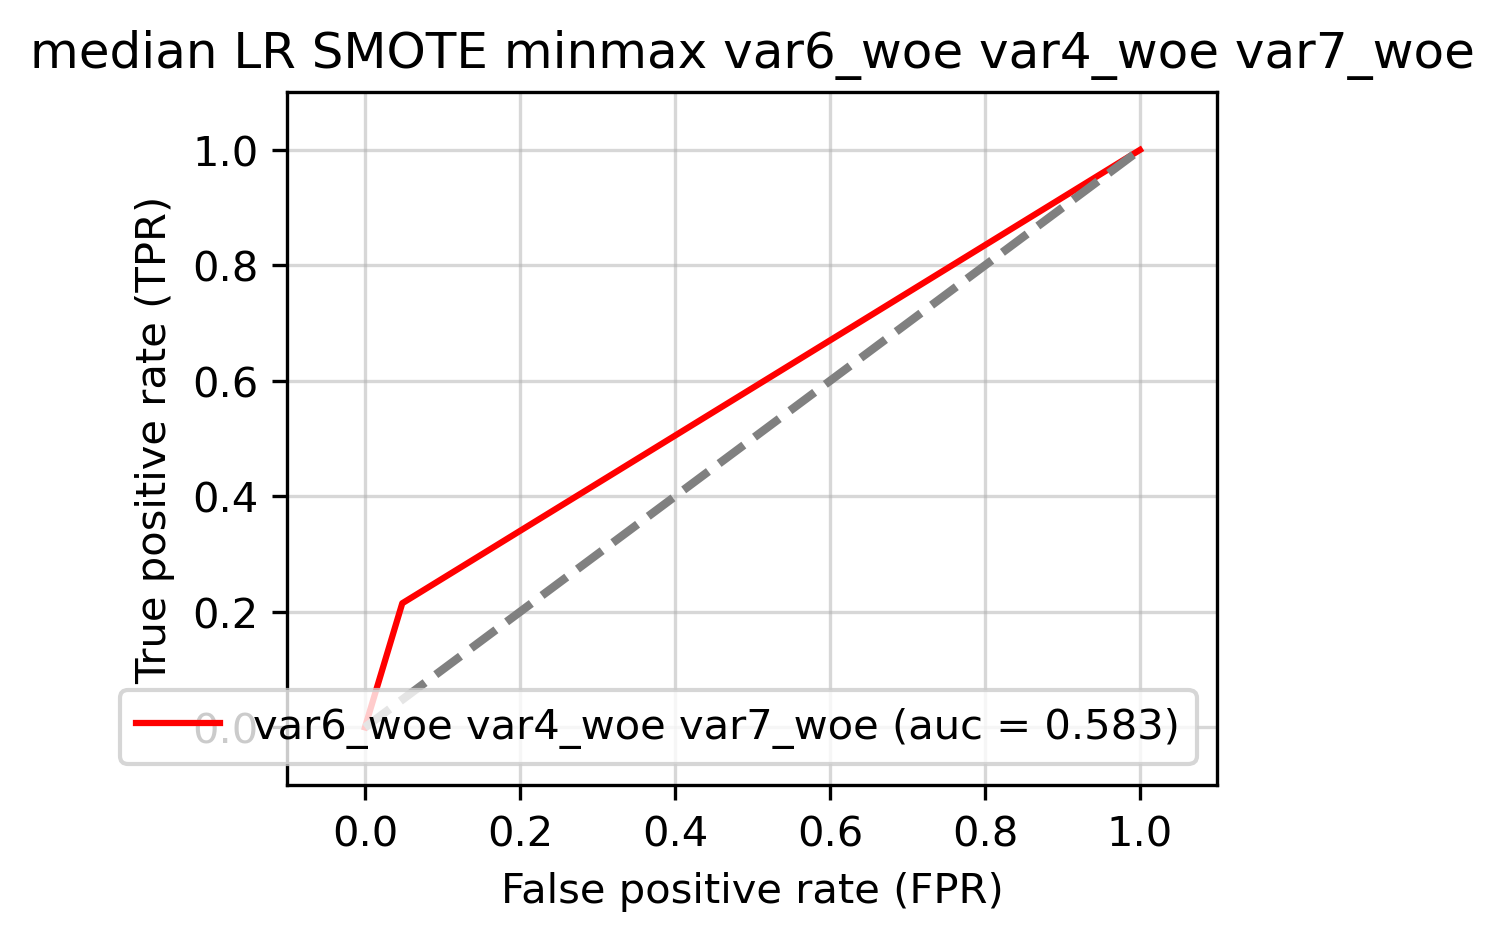 median LR SMOTE minmax var6_woe var4_woe var7_woe
True positive rate (TPR)
1.0
0.8
0.6
0.4
0.2
0.0
var6_woe var4_woe var7_woe (auc = 0.583)
0.0 0.2 0.4 0.6 0.8 1.0
False positive rate (FPR)